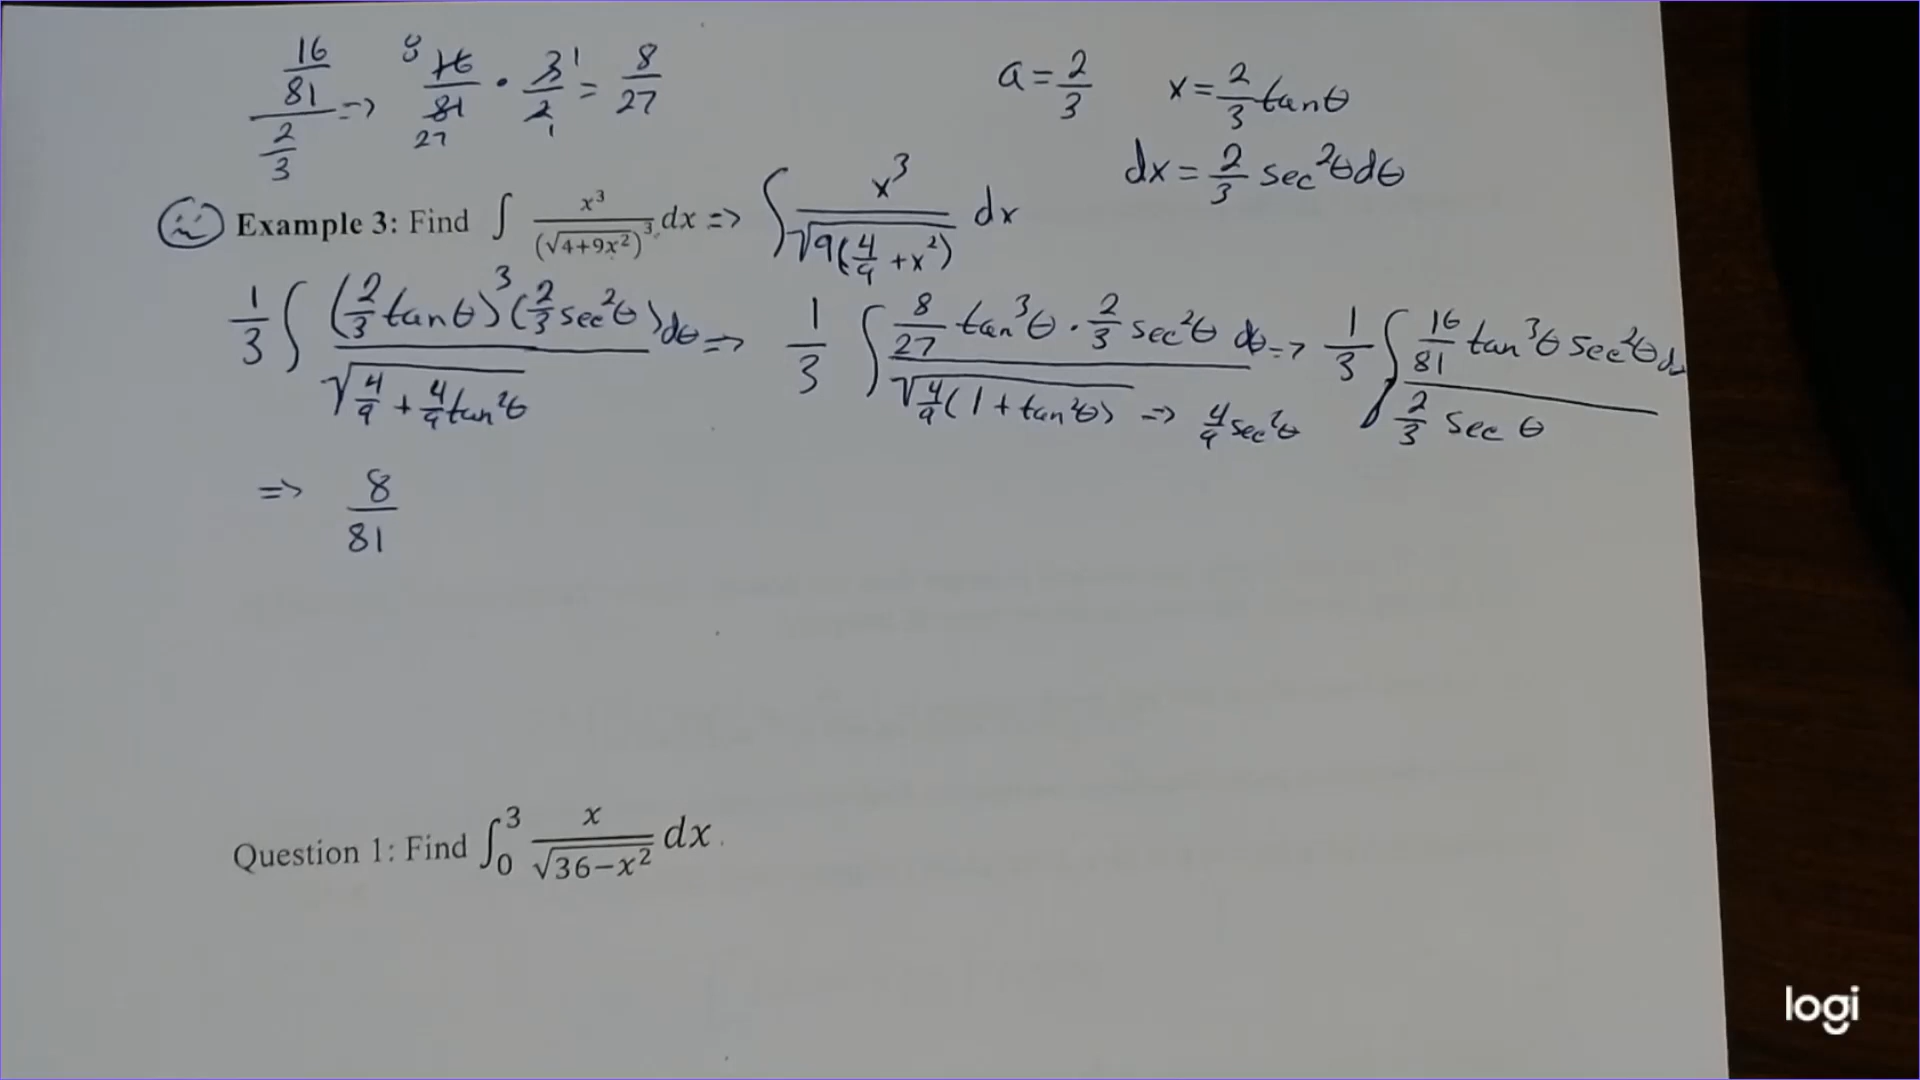 16/81 / 2/3 => 8 16/81 27 · 3/2 1 1 = 8/27
a = 2/3 x = 2/3 tanθ
dx = 2/3 sec²θdθ
Example 3: Find ∫ x³/(√4+9x²)³ dx => ∫ x³/√9(4/9 + x²) dx
1/3 ∫ (2/3 tanθ)³(2/3 sec²θ)dθ/√4/9 + 4/9 tan²θ => 1/3 ∫ 8/27 tan³θ · 2/3 sec²θ dθ/√4/9(1 + tan²θ) => 4/9 sec²θ => 1/3 ∫ 16/81 tan³θ sec²θ dθ / 2/3 sec θ
=> 8/81
Question 1: Find ∫₀³ x/√36−x² dx.
logi